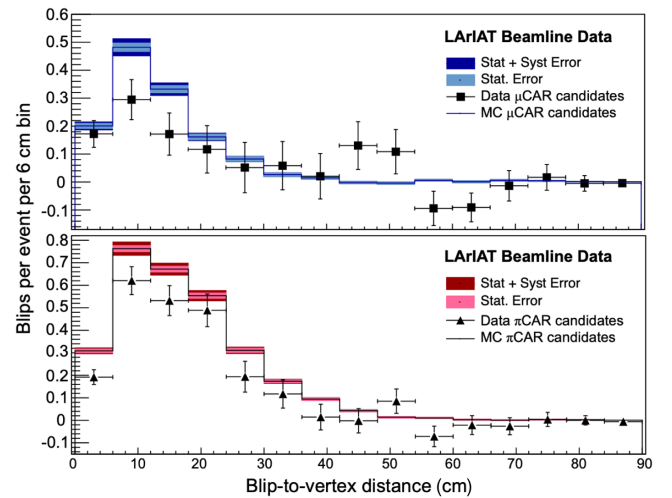 LArIAT Beamline Data
Stat + Syst Error
Stat. Error
Data μCAR candidates
MC μCAR candidates
0.5
0.4
0.3
0.2
0.1
0
-0.1
Blips per event per 6 cm bin
LArIAT Beamline Data
Stat + Syst Error
Stat. Error
Data πCAR candidates
MC πCAR candidates
0.8
0.7
0.6
0.5
0.4
0.3
0.2
0.1
0
-0.1
0 10 20 30 40 50 60 70 80 90
Blip-to-vertex distance (cm)